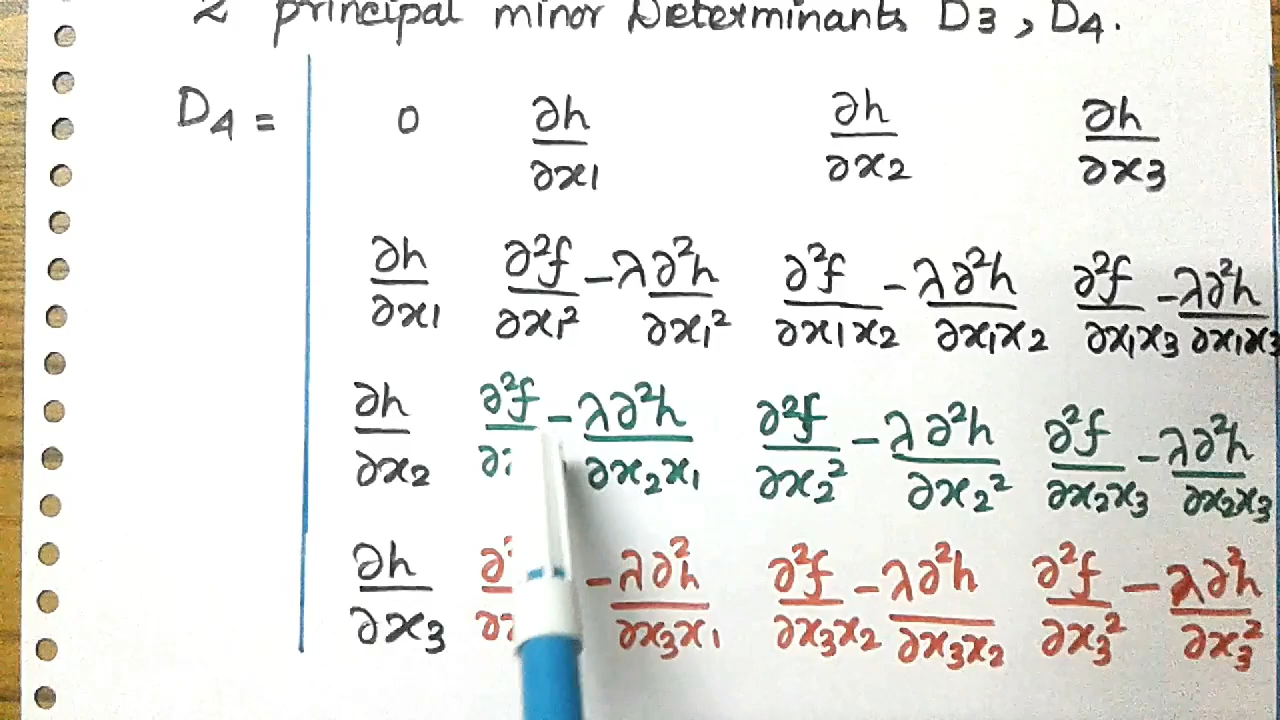 2 principal minor Determinants D3, D4.
D4 = | 0 ∂h/∂x1 ∂h/∂x2 ∂h/∂x3
∂h/∂x1 ∂²f/∂x1² - λ∂²h/∂x1² ∂²f/∂x1x2 - λ∂²h/∂x1x2 ∂²f/∂x1x3 - λ∂²h/∂x1x3
∂h/∂x2 ∂²f/∂ - λ∂²h/∂x2x1 ∂²f/∂x2² - λ∂²h/∂x2² ∂²f/∂x2x3 - λ∂²h/∂x2x3
∂h/∂x3 ∂ - λ∂²h/∂x3x1 ∂²f/∂x3x2 - λ∂²h/∂x3x2 ∂²f/∂x3² - λ∂²h/∂x3²